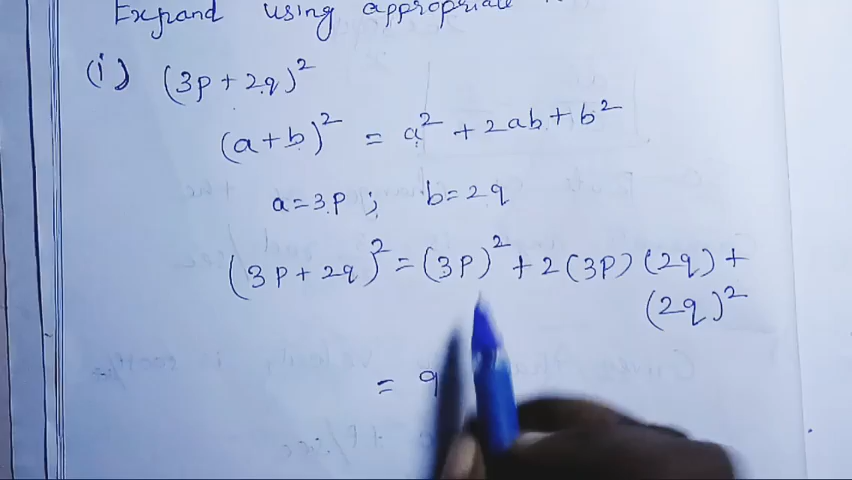 Expand using appropriate
(i) (3p + 2q)²
(a+b)² = a² + 2ab + b²
a = 3p ; b = 2q
(3p + 2q)² = (3p)² + 2 (3p) (2q) +
(2q)²
= 9